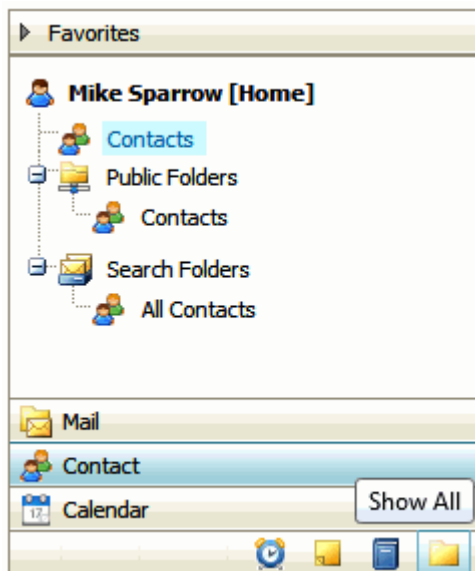 Favorites
Mike Sparrow [Home]
Contacts
Public Folders
Contacts
Search Folders
All Contacts
Mail
Contact
Calendar
Show All